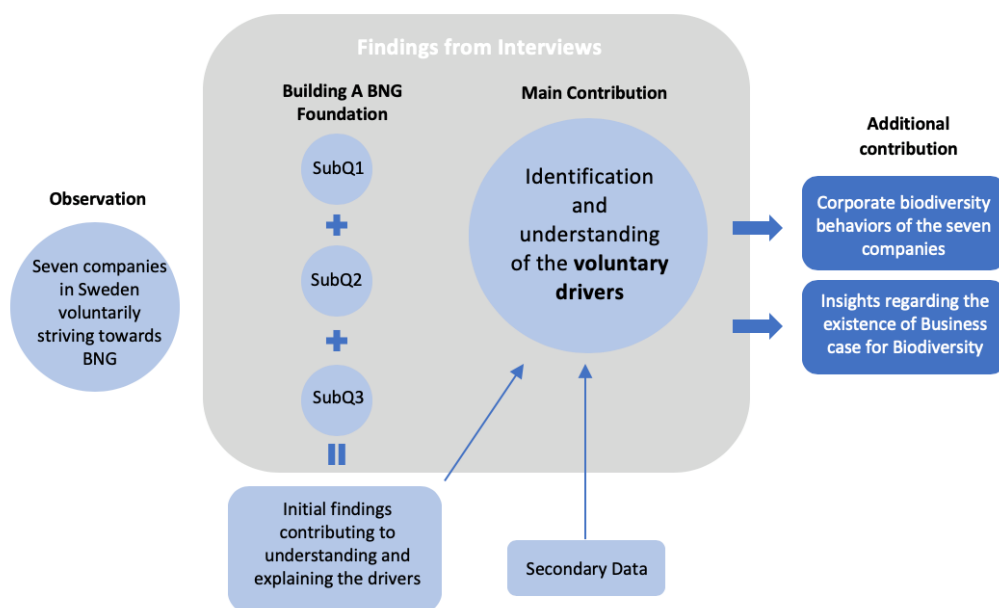 Findings from Interviews
Building A BNG
Foundation
SubQ1
+
SubQ2
+
SubQ3
=
Initial findings
contributing to
understanding and
explaining the drivers
Observation
Seven companies
in Sweden
voluntarily
striving towards
BNG
Main Contribution
Identification
and
understanding
of the voluntary
drivers
Secondary Data
Additional
contribution
Corporate biodiversity
behaviors of the seven
companies
Insights regarding the
existence of Business
case for Biodiversity